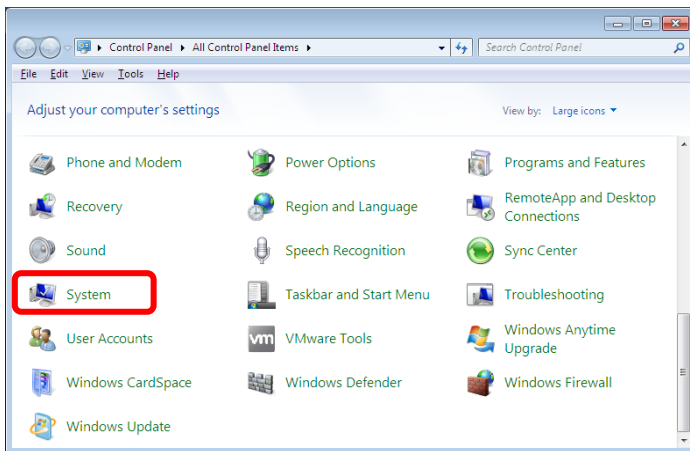 Control Panel All Control Panel Items Search Control Panel
File Edit View Tools Help
Adjust your computer's settings View by: Large icons
Phone and Modem Power Options Programs and Features
Recovery Region and Language RemoteApp and Desktop
Connections
Sound Speech Recognition Sync Center
System Taskbar and Start Menu Troubleshooting
User Accounts vm VMware Tools Windows Anytime
Upgrade
Windows CardSpace Windows Defender Windows Firewall
Windows Update